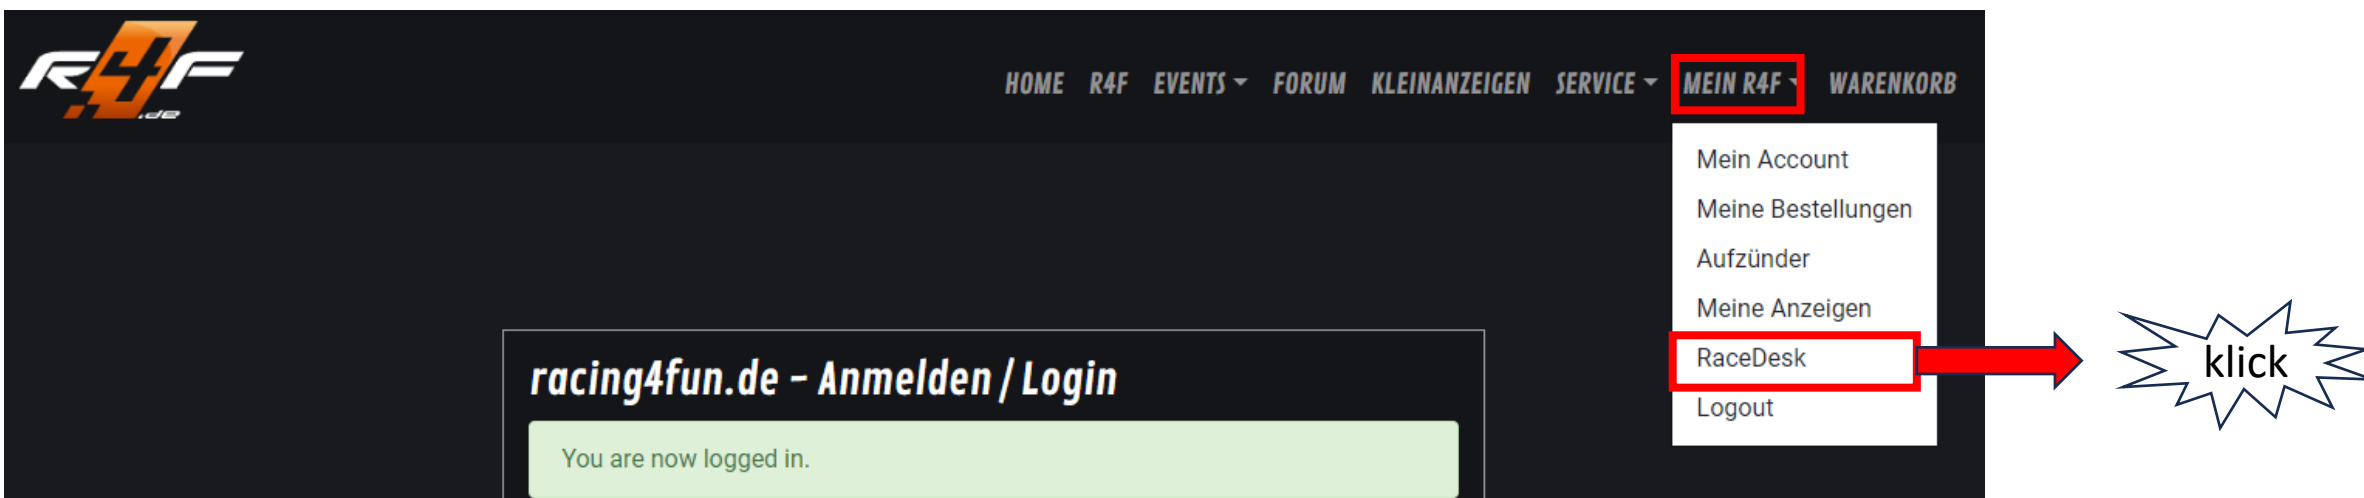 R4F
.de
HOME R4F EVENTS FORUM KLEINANZEIGEN SERVICE MEIN R4F WARENKORB
Mein Account
Meine Bestellungen
Aufzünder
Meine Anzeigen
RaceDesk
Logout
klick
racing4fun.de - Anmelden / Login
You are now logged in.